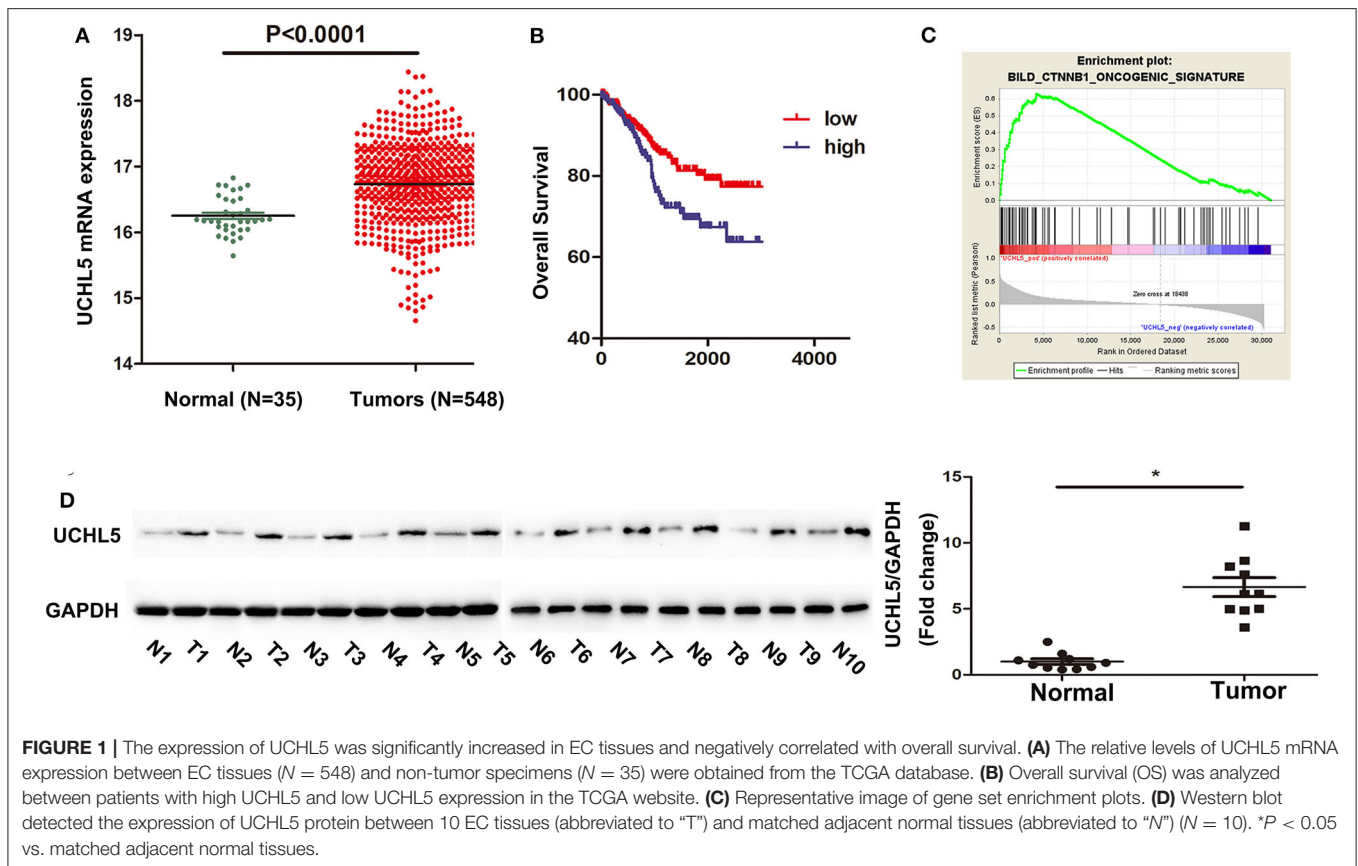 A
P<0.0001
UCHL5 mRNA expression
19
18
17
16
15
14
Normal (N=35) Tumors (N=548)
B
Overall Survival
100
80
60
40
0 2000 4000
low
high
C
Enrichment plot:
BILD_CTNNB1_ONCOGENIC_SIGNATURE
Enrichment score (ES)
0.6
0.5
0.4
0.3
0.2
0.1
0.0
'UCHL5_pos' (positively correlated)
Ranked list metric (Pearson)
1.0
0.5
0.0
-0.5
Zero cross at 18438
'UCHL5_neg' (negatively correlated)
0 5,000 10,000 15,000 20,000 25,000 30,000
Rank in Ordered Dataset
Enrichment profile Hits Ranking metric scores
D
UCHL5
GAPDH
N1 T1 N2 T2 N3 T3 N4 T4 N5 T5 N6 T6 N7 T7 N8 T8 N9 T9 N10
UCHL5/GAPDH
(Fold change)
15
10
5
0
*
Normal Tumor
FIGURE 1 | The expression of UCHL5 was significantly increased in EC tissues and negatively correlated with overall survival. (A) The relative levels of UCHL5 mRNA
expression between EC tissues (N = 548) and non-tumor specimens (N = 35) were obtained from the TCGA database. (B) Overall survival (OS) was analyzed
between patients with high UCHL5 and low UCHL5 expression in the TCGA website. (C) Representative image of gene set enrichment plots. (D) Western blot
detected the expression of UCHL5 protein between 10 EC tissues (abbreviated to "T") and matched adjacent normal tissues (abbreviated to "N") (N = 10). *P < 0.05
vs. matched adjacent normal tissues.